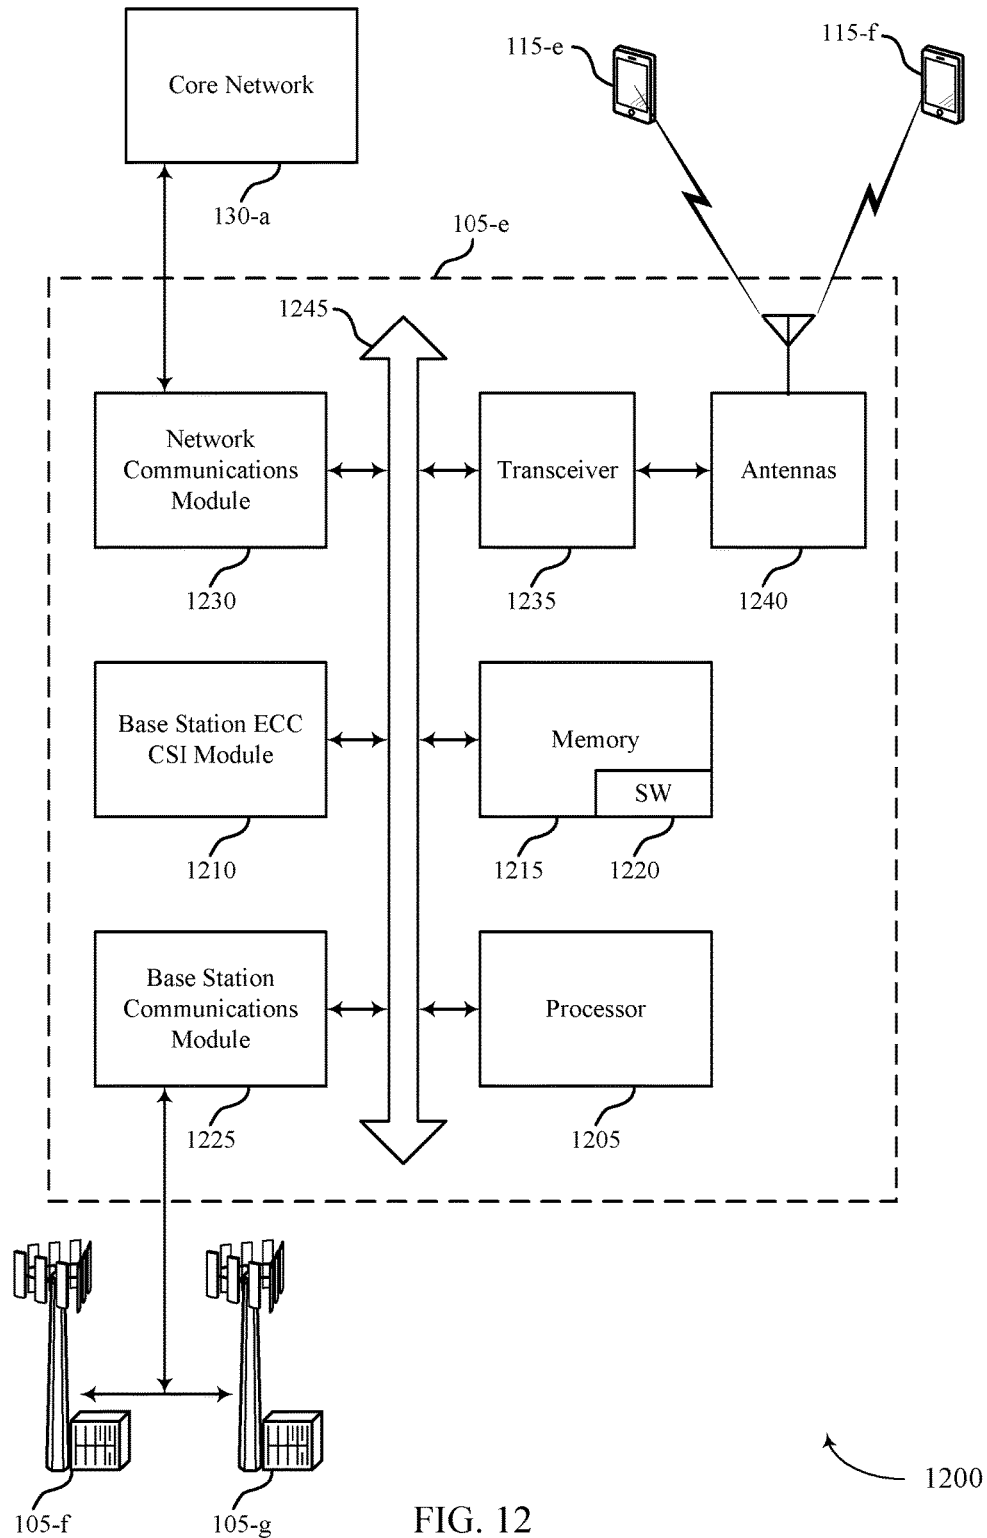 Core Network
130-a
115-e
115-f
105-e
1245
Network
Communications
Module
1230
Transceiver
1235
Antennas
1240
Base Station ECC
CSI Module
1210
Memory
SW
1215
1220
Base Station
Communications
Module
1225
Processor
1205
105-f
105-g
1200
FIG. 12